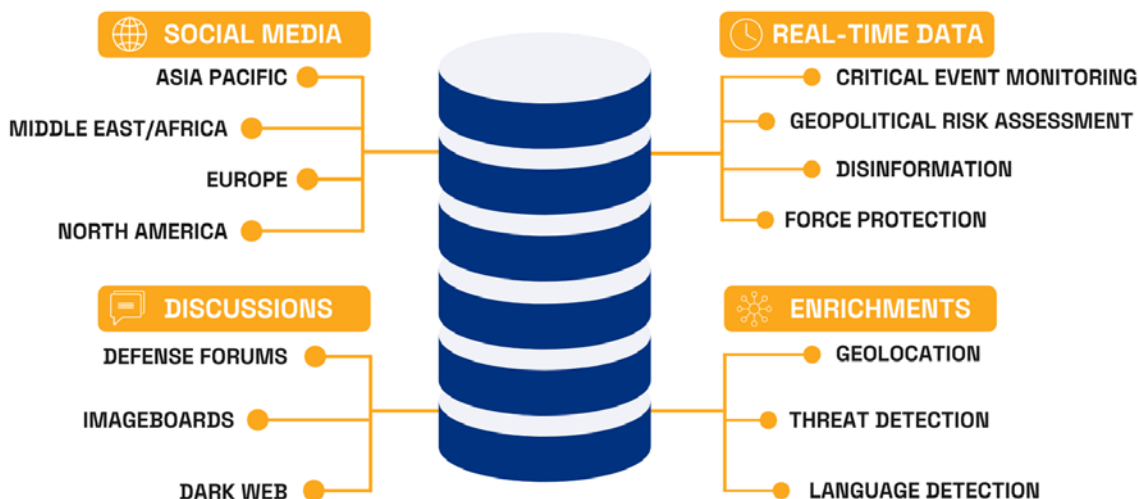 SOCIAL MEDIA
ASIA PACIFIC
MIDDLE EAST/AFRICA
EUROPE
NORTH AMERICA
REAL-TIME DATA
CRITICAL EVENT MONITORING
GEOPOLITICAL RISK ASSESSMENT
DISINFORMATION
FORCE PROTECTION
DISCUSSIONS
DEFENSE FORUMS
IMAGEBOARDS
DARK WEB
ENRICHMENTS
GEOLOCATION
THREAT DETECTION
LANGUAGE DETECTION